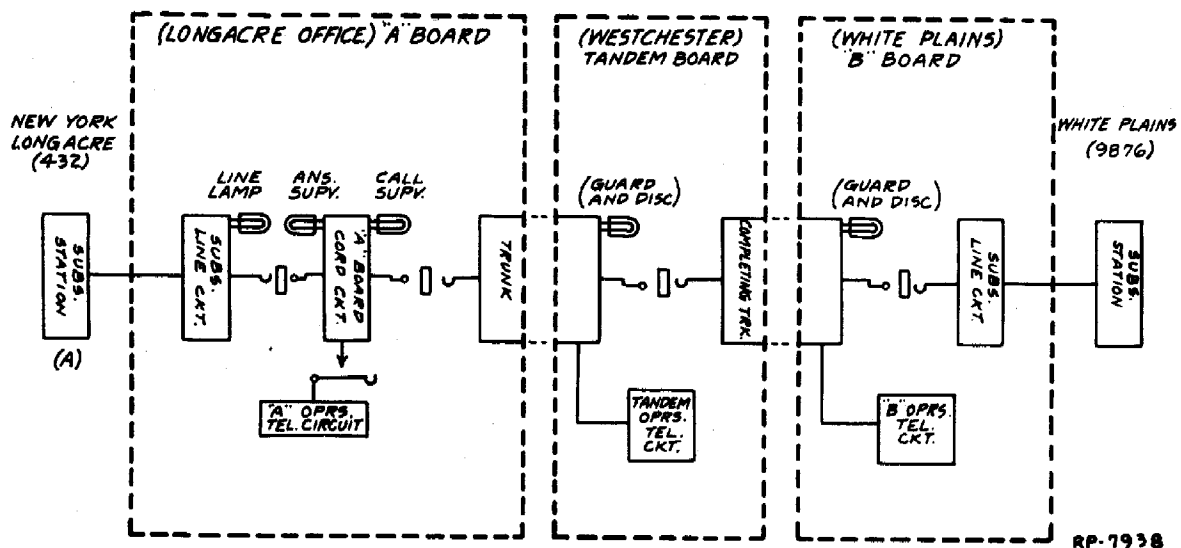 (LONGACRE OFFICE) "A" BOARD
(WESTCHESTER)
TANDEM BOARD
(WHITE PLAINS)
"B" BOARD
NEW YORK
LONGACRE
(432)
WHITE PLAINS
(9876)
LINE
LAMP
ANS.
SUPV.
CALL
SUPV.
(GUARD
AND DISC)
(GUARD
AND DISC)
SUBS.
STATION
(A)
SUBS.
LINE CKT.
"A" BOARD
CORD CKT.
TRUNK
COMPLETING TRK.
SUBS.
LINE CKT.
SUBS.
STATION
"A" OPRS.
TEL. CIRCUIT
TANDEM
OPRS.
TEL.
CKT.
"B" OPRS.
TEL.
CKT.
RP-7938